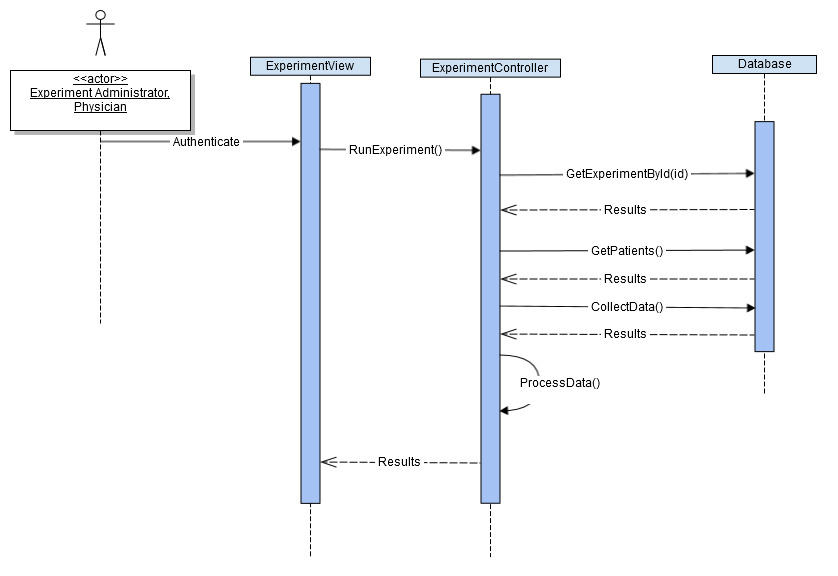 <<actor>>
Experiment Administrator,
Physician
ExperimentView
ExperimentController
Database
Authenticate
RunExperiment()
GetExperimentById(id)
Results
GetPatients()
Results
CollectData()
Results
ProcessData()
Results